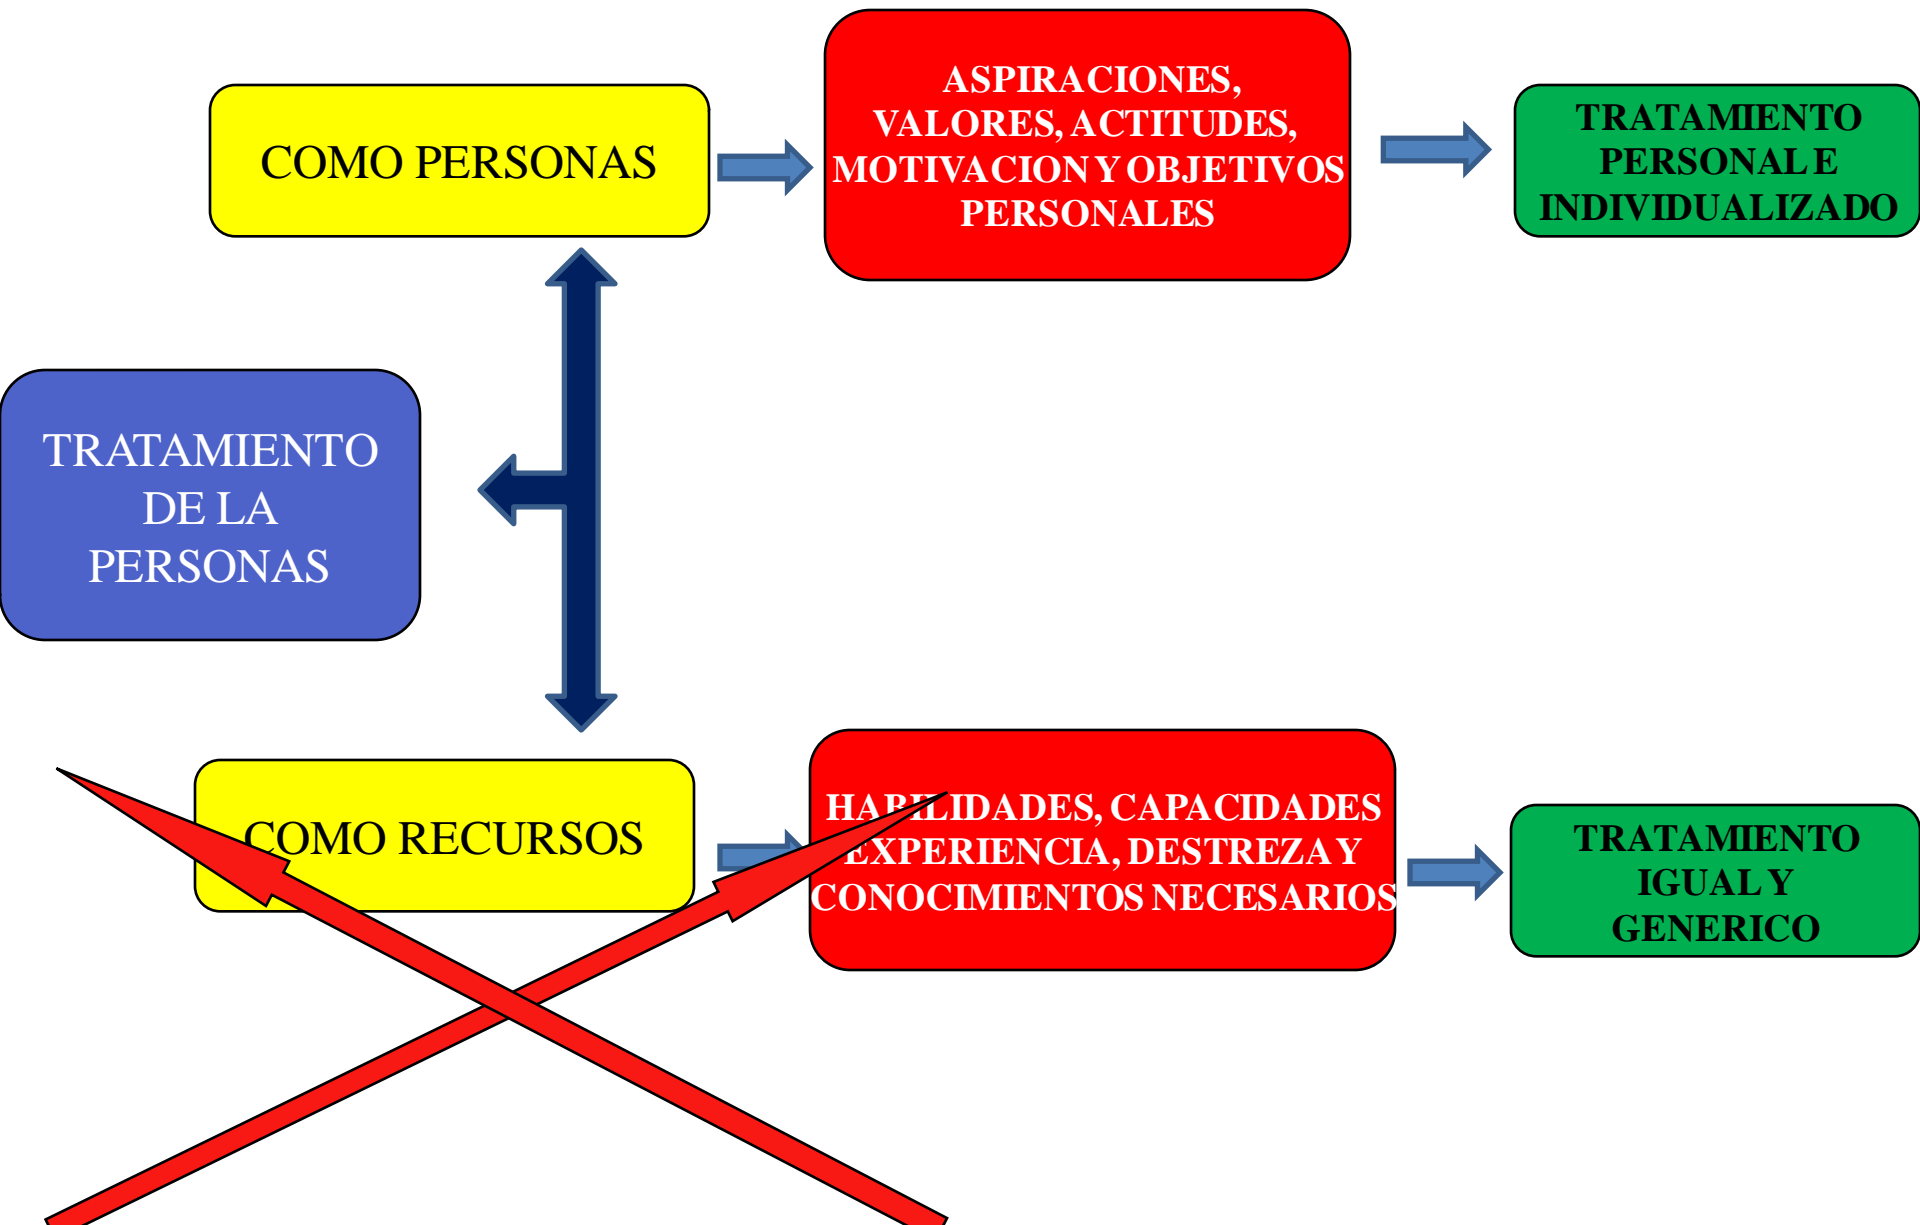 COMO PERSONAS
ASPIRACIONES,
VALORES, ACTITUDES,
MOTIVACION Y OBJETIVOS
PERSONALES
TRATAMIENTO
PERSONAL E
INDIVIDUALIZADO
TRATAMIENTO
DE LA
PERSONAS
COMO RECURSOS
HABILIDADES, CAPACIDADES
EXPERIENCIA, DESTREZA Y
CONOCIMIENTOS NECESARIOS
TRATAMIENTO
IGUAL Y
GENERICO